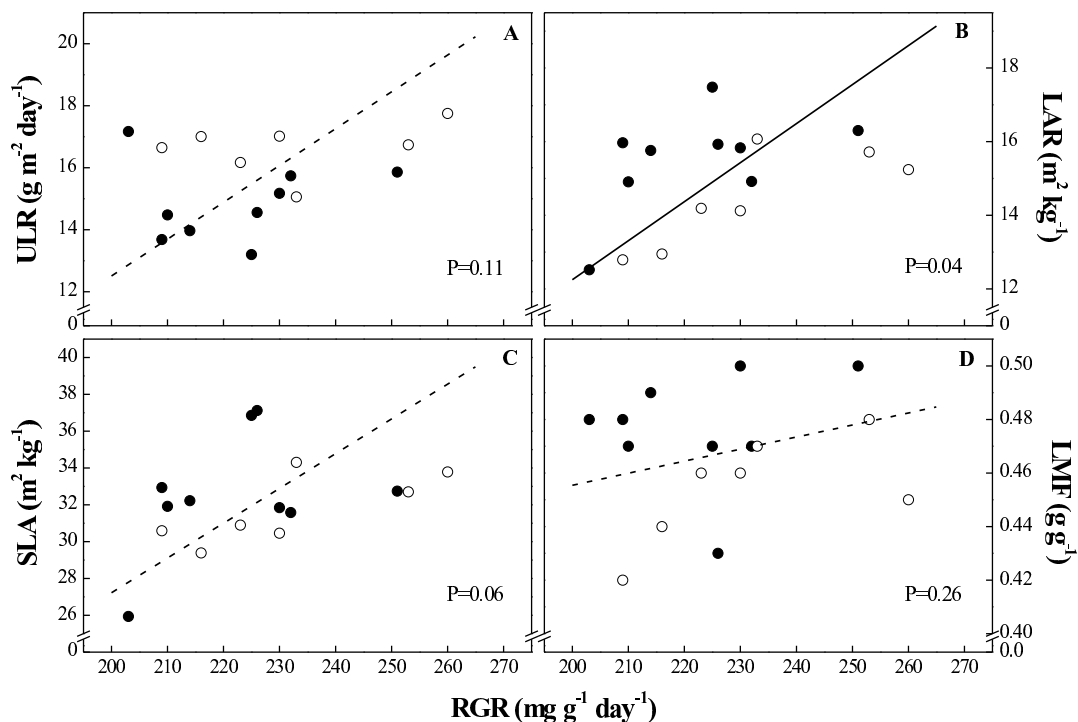 A
20
18
16
14
12
0
ULR (g m⁻² day⁻¹)
P=0.11
B
18
16
14
12
0
LAR (m² kg⁻¹)
P=0.04
C
40
38
36
34
32
30
28
26
0
SLA (m² kg⁻¹)
P=0.06
200 210 220 230 240 250 260 270
D
0.50
0.48
0.46
0.44
0.42
0.40
0.0
LMF (g g⁻¹)
P=0.26
200 210 220 230 240 250 260 270
RGR (mg g⁻¹ day⁻¹)